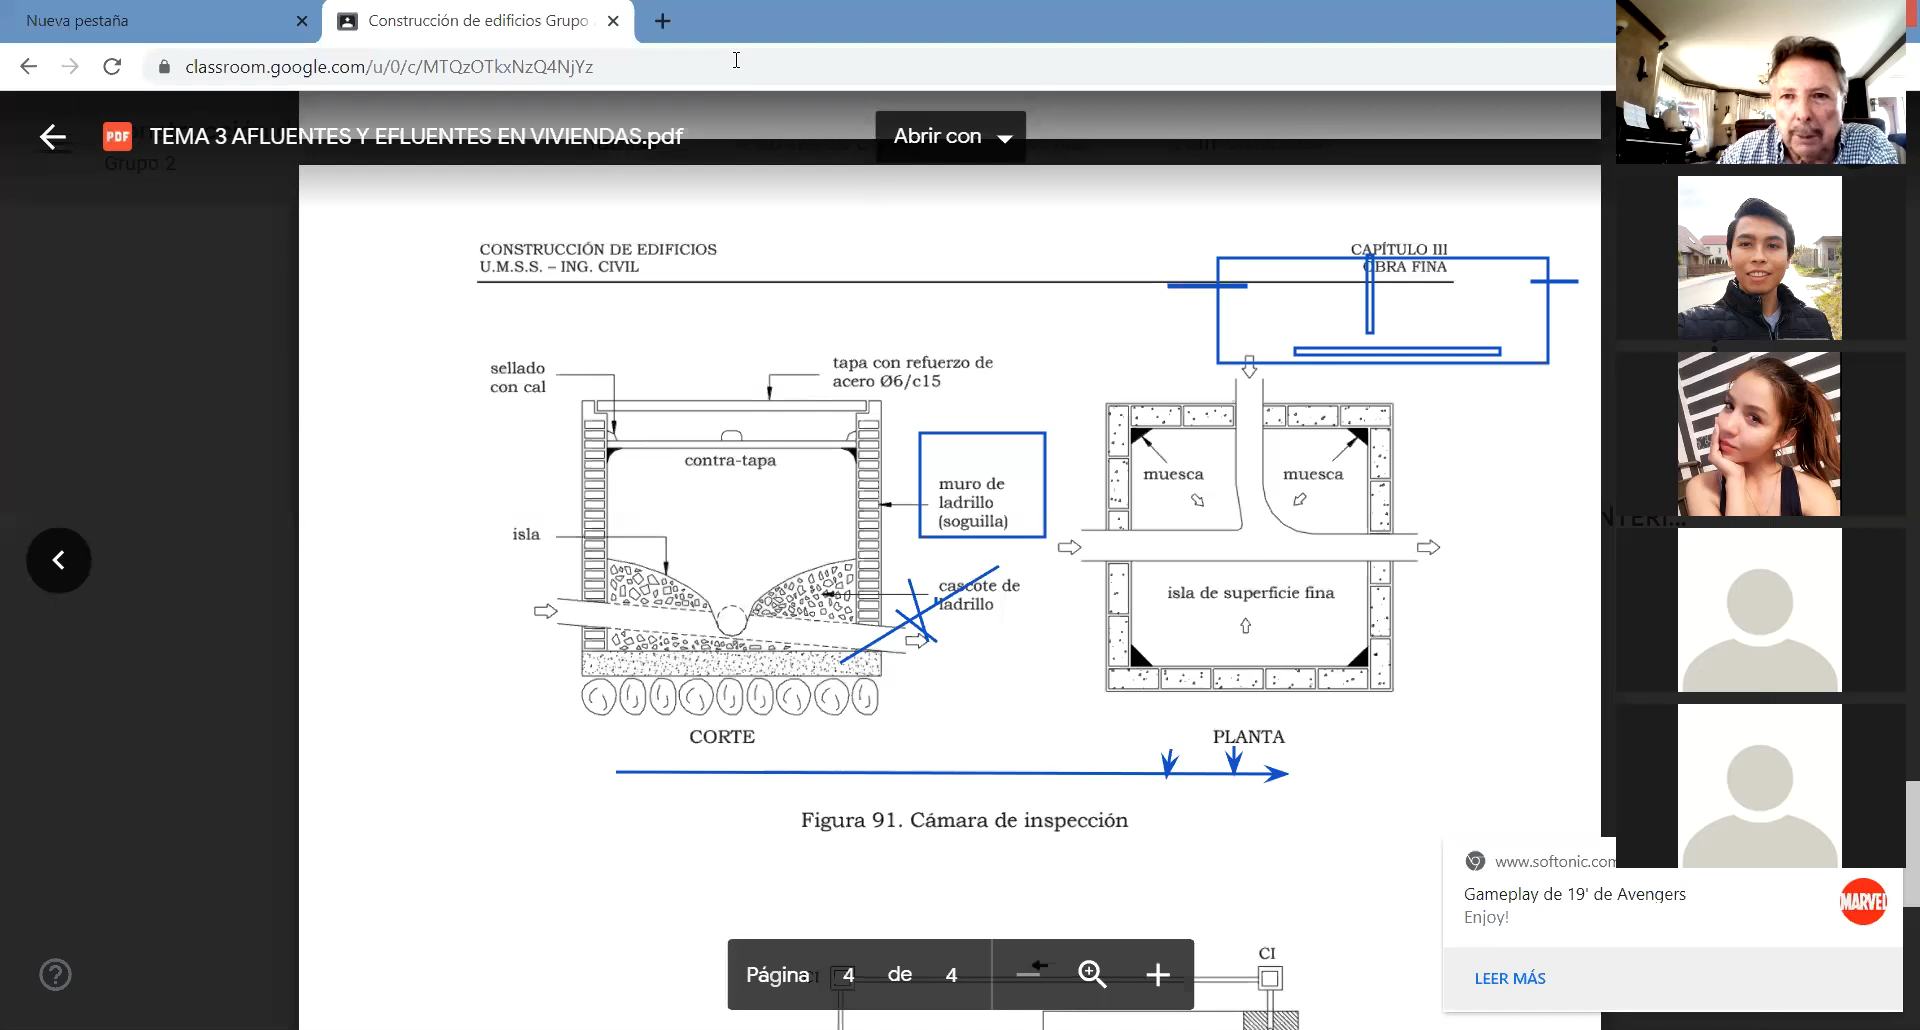 Nueva pestaña
Construcción de edificios Grupo
classroom.google.com/u/0/c/MTQzOTkxNzQ4NjYz
PDF
TEMA 3 AFLUENTES Y EFLUENTES EN VIVIENDAS.pdf
Abrir con
Grupo 2
CONSTRUCCIÓN DE EDIFICIOS
U.M.S.S. – ING. CIVIL
CAPÍTULO III
OBRA FINA
sellado
con cal
tapa con refuerzo de
acero Ø6/c15
contra-tapa
muro de
ladrillo
(soguilla)
isla
cascote de
ladrillo
muesca
muesca
isla de superficie fina
CORTE
PLANTA
Figura 91. Cámara de inspección
CI
Página 4 de 4
www.softonic.com
Gameplay de 19' de Avengers
Enjoy!
MARVEL
LEER MÁS